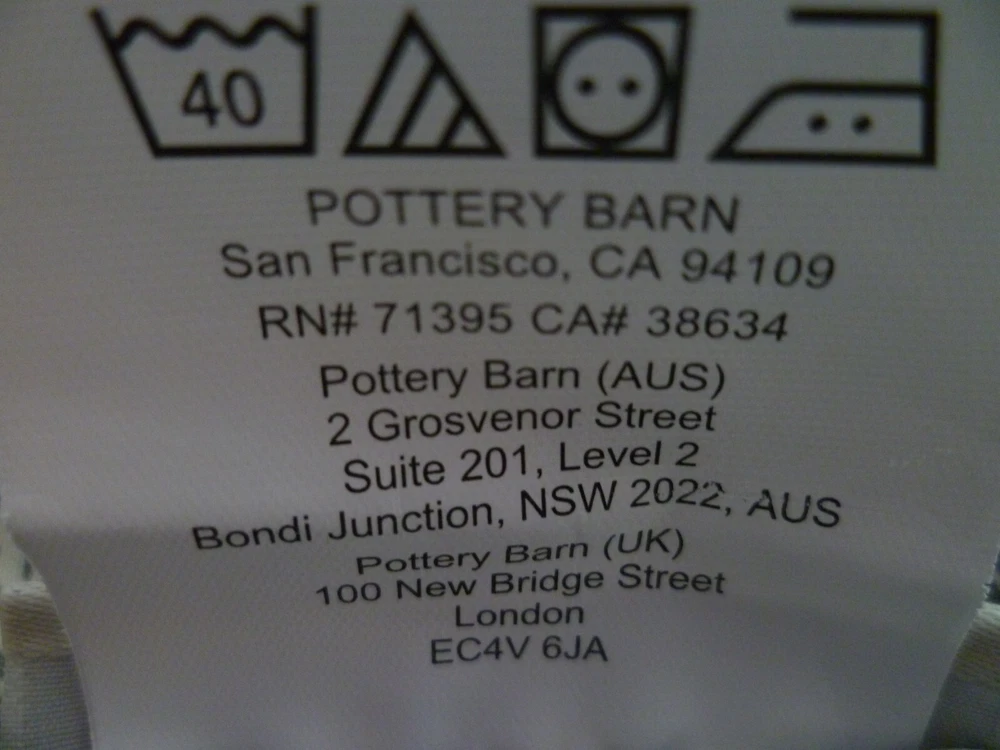 40
POTTERY BARN
San Francisco, CA 94109
RN# 71395 CA# 38634
Pottery Barn (AUS)
2 Grosvenor Street
Suite 201, Level 2
Bondi Junction, NSW 2022, AUS
Pottery Barn (UK)
100 New Bridge Street
London
EC4V 6JA